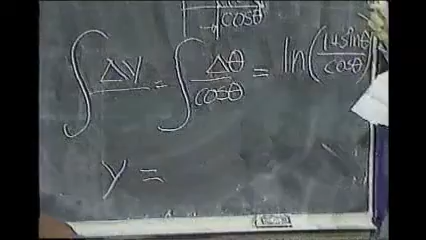 cosθ
∫ Δy = ∫ Δθ/cosθ = ln(1+sinθ/cosθ)
y =